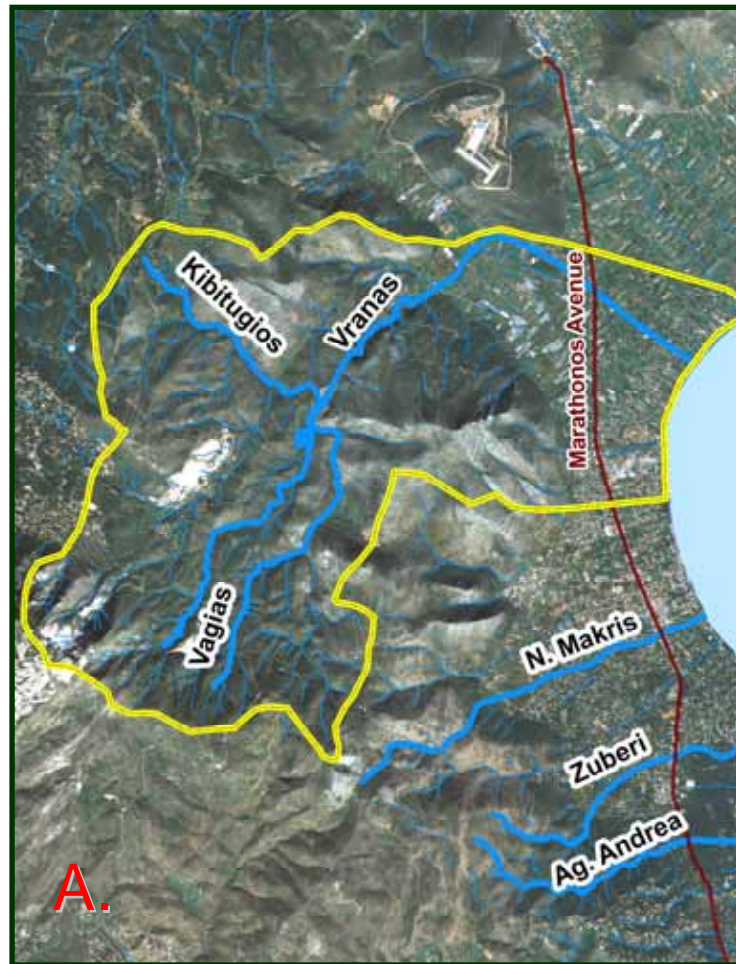 Kibitugios
Vranas
Marathonos Avenue
Vagias
N. Makris
Zuberi
Ag. Andrea
A.